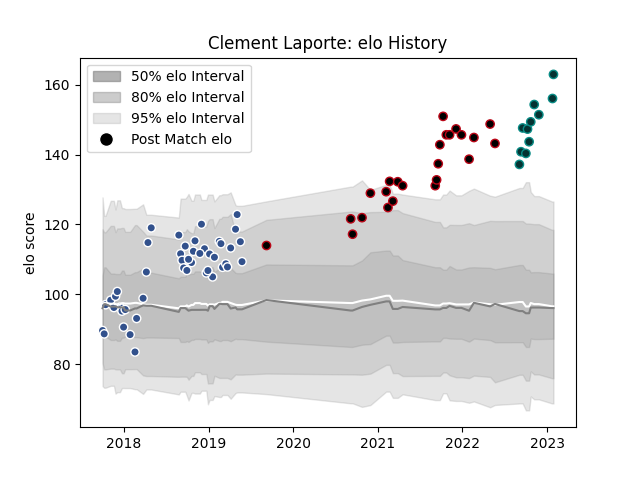 Clement Laporte: elo History
50% elo Interval
80% elo Interval
95% elo Interval
Post Match elo
elo score
160
140
120
100
80
2018 2019 2020 2021 2022 2023